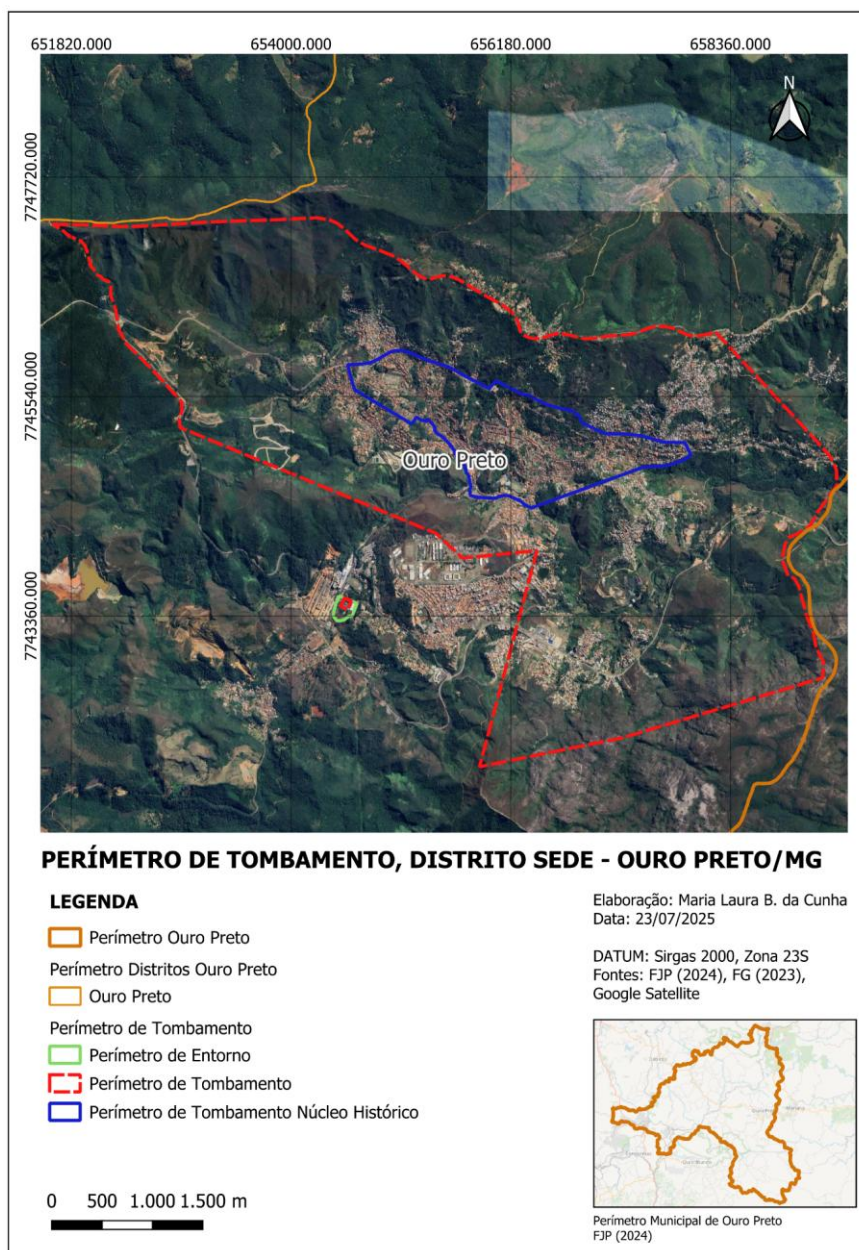 651820.000 654000.000 656180.000 658360.000
N
7747720.000
7745540.000
Ouro Preto
7743360.000
PERÍMETRO DE TOMBAMENTO, DISTRITO SEDE - OURO PRETO/MG
LEGENDA
Perímetro Ouro Preto
Perímetro Distritos Ouro Preto
Ouro Preto
Perímetro de Tombamento
Perímetro de Entorno
Perímetro de Tombamento
Perímetro de Tombamento Núcleo Histórico
0 500 1.000 1.500 m
Elaboração: Maria Laura B. da Cunha
Data: 23/07/2025
DATUM: Sirgas 2000, Zona 23S
Fontes: FJP (2024), FG (2023),
Google Satellite
Perímetro Municipal de Ouro Preto
FJP (2024)